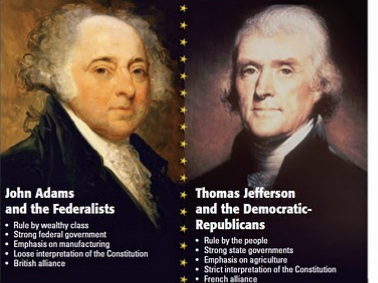 John Adams
and the Federalists
• Rule by wealthy class
• Strong federal government
• Emphasis on manufacturing
• Loose interpretation of the Constitution
• British alliance
Thomas Jefferson
and the Democratic-
Republicans
• Rule by the people
• Strong state governments
• Emphasis on agriculture
• Strict interpretation of the Constitution
• French alliance